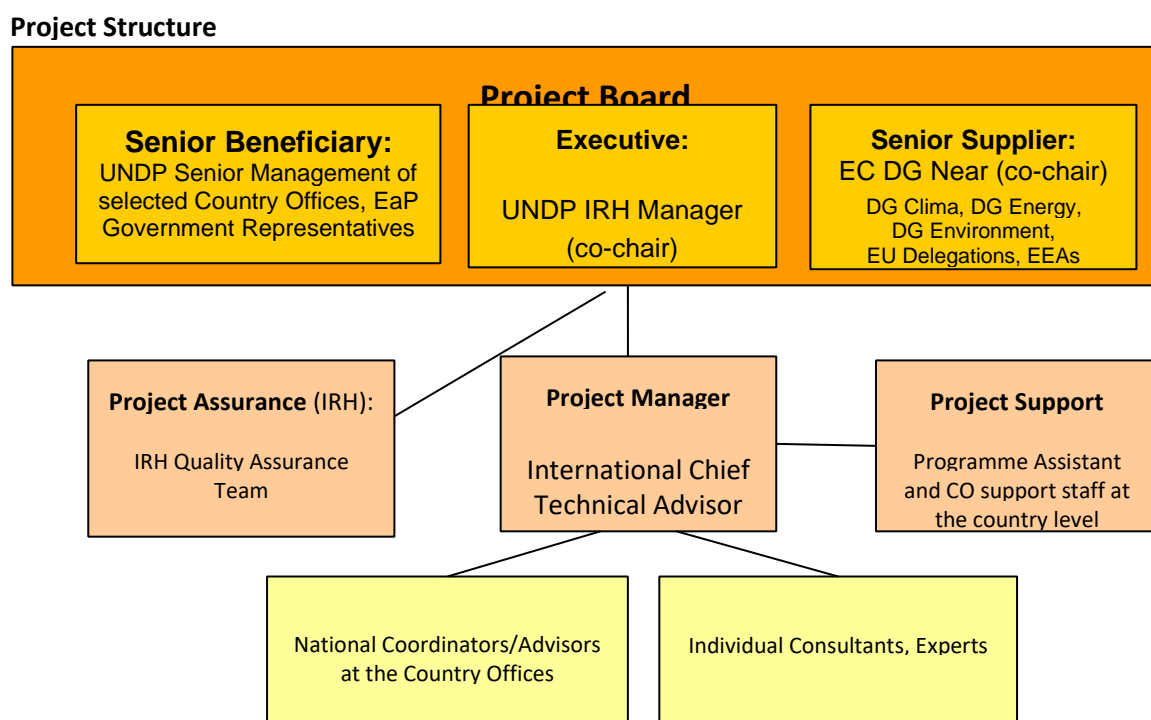 Project Structure
Project Board
Senior Beneficiary:
UNDP Senior Management of
selected Country Offices, EaP
Government Representatives
Executive:
UNDP IRH Manager
(co-chair)
Senior Supplier:
EC DG Near (co-chair)
DG Clima, DG Energy,
DG Environment,
EU Delegations, EEAs
Project Assurance (IRH):
IRH Quality Assurance
Team
Project Manager
International Chief
Technical Advisor
Project Support
Programme Assistant
and CO support staff at
the country level
National Coordinators/Advisors
at the Country Offices
Individual Consultants, Experts